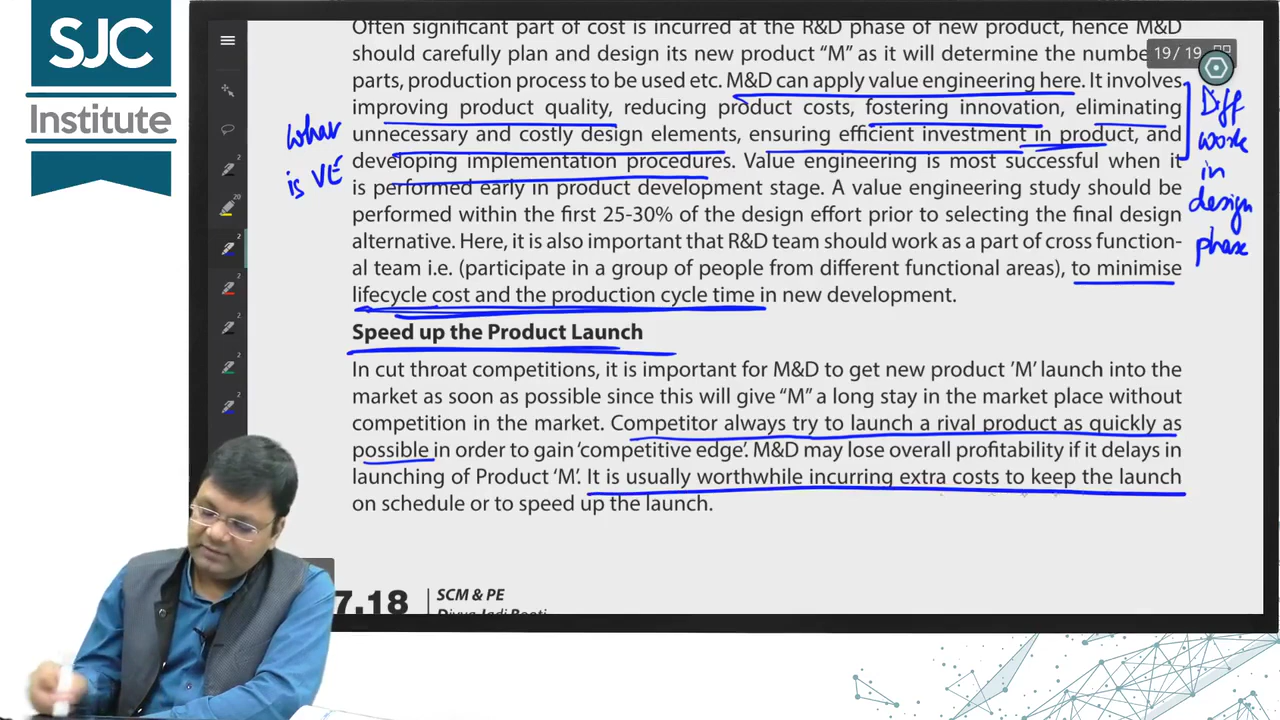 SJC
Institute
19 / 19
Often significant part of cost is incurred at the R&D phase of new product, hence M&D
should carefully plan and design its new product “M” as it will determine the number
parts, production process to be used etc. M&D can apply value engineering here. It involves
improving product quality, reducing product costs, fostering innovation, eliminating
unnecessary and costly design elements, ensuring efficient investment in product, and
developing implementation procedures. Value engineering is most successful when it
is performed early in product development stage. A value engineering study should be
performed within the first 25-30% of the design effort prior to selecting the final design
alternative. Here, it is also important that R&D team should work as a part of cross function-
al team i.e. (participate in a group of people from different functional areas), to minimise
lifecycle cost and the production cycle time in new development.
what
is VE
Diff
work
in
design
phase
Speed up the Product Launch
In cut throat competitions, it is important for M&D to get new product ‘M’ launch into the
market as soon as possible since this will give “M” a long stay in the market place without
competition in the market. Competitor always try to launch a rival product as quickly as
possible in order to gain ‘competitive edge’. M&D may lose overall profitability if it delays in
launching of Product ‘M’. It is usually worthwhile incurring extra costs to keep the launch
on schedule or to speed up the launch.
7.18
SCM & PE
20
2
2
2
2
2
2